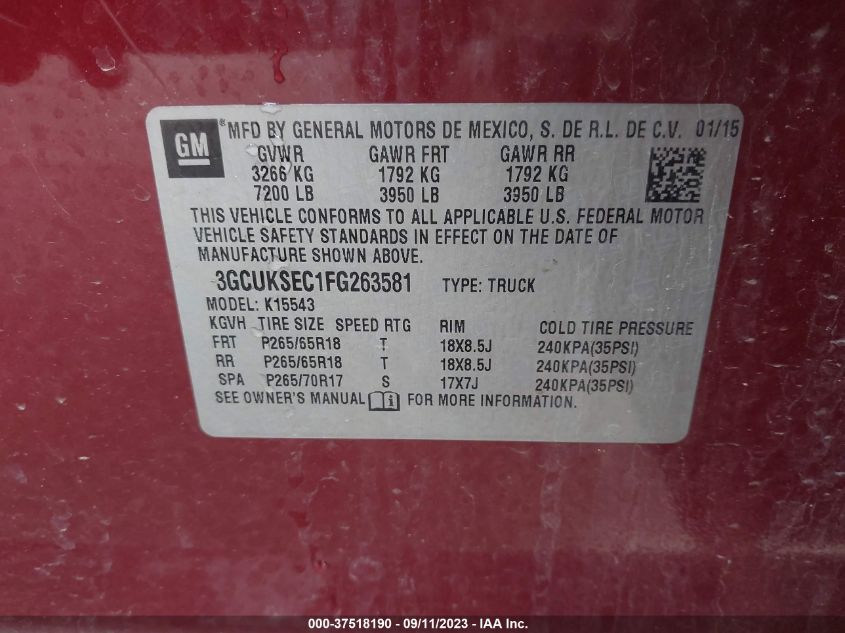 GM ® MFD BY GENERAL MOTORS DE MEXICO, S. DE R.L. DE C.V. 01/15
GVWR GAWR FRT GAWR RR
3266 KG 1792 KG 1792 KG
7200 LB 3950 LB 3950 LB
THIS VEHICLE CONFORMS TO ALL APPLICABLE U.S. FEDERAL MOTOR
VEHICLE SAFETY STANDARDS IN EFFECT ON THE DATE OF
MANUFACTURE SHOWN ABOVE.
3GCUKSEC1FG263581 TYPE: TRUCK
MODEL: K15543
KGVH TIRE SIZE SPEED RTG RIM COLD TIRE PRESSURE
FRT P265/65R18 T 18X8.5J 240KPA(35PSI)
RR P265/65R18 T 18X8.5J 240KPA(35PSI)
SPA P265/70R17 S 17X7J 240KPA(35PSI)
SEE OWNER'S MANUAL FOR MORE INFORMATION.
000-37518190 - 09/11/2023 - IAA Inc.